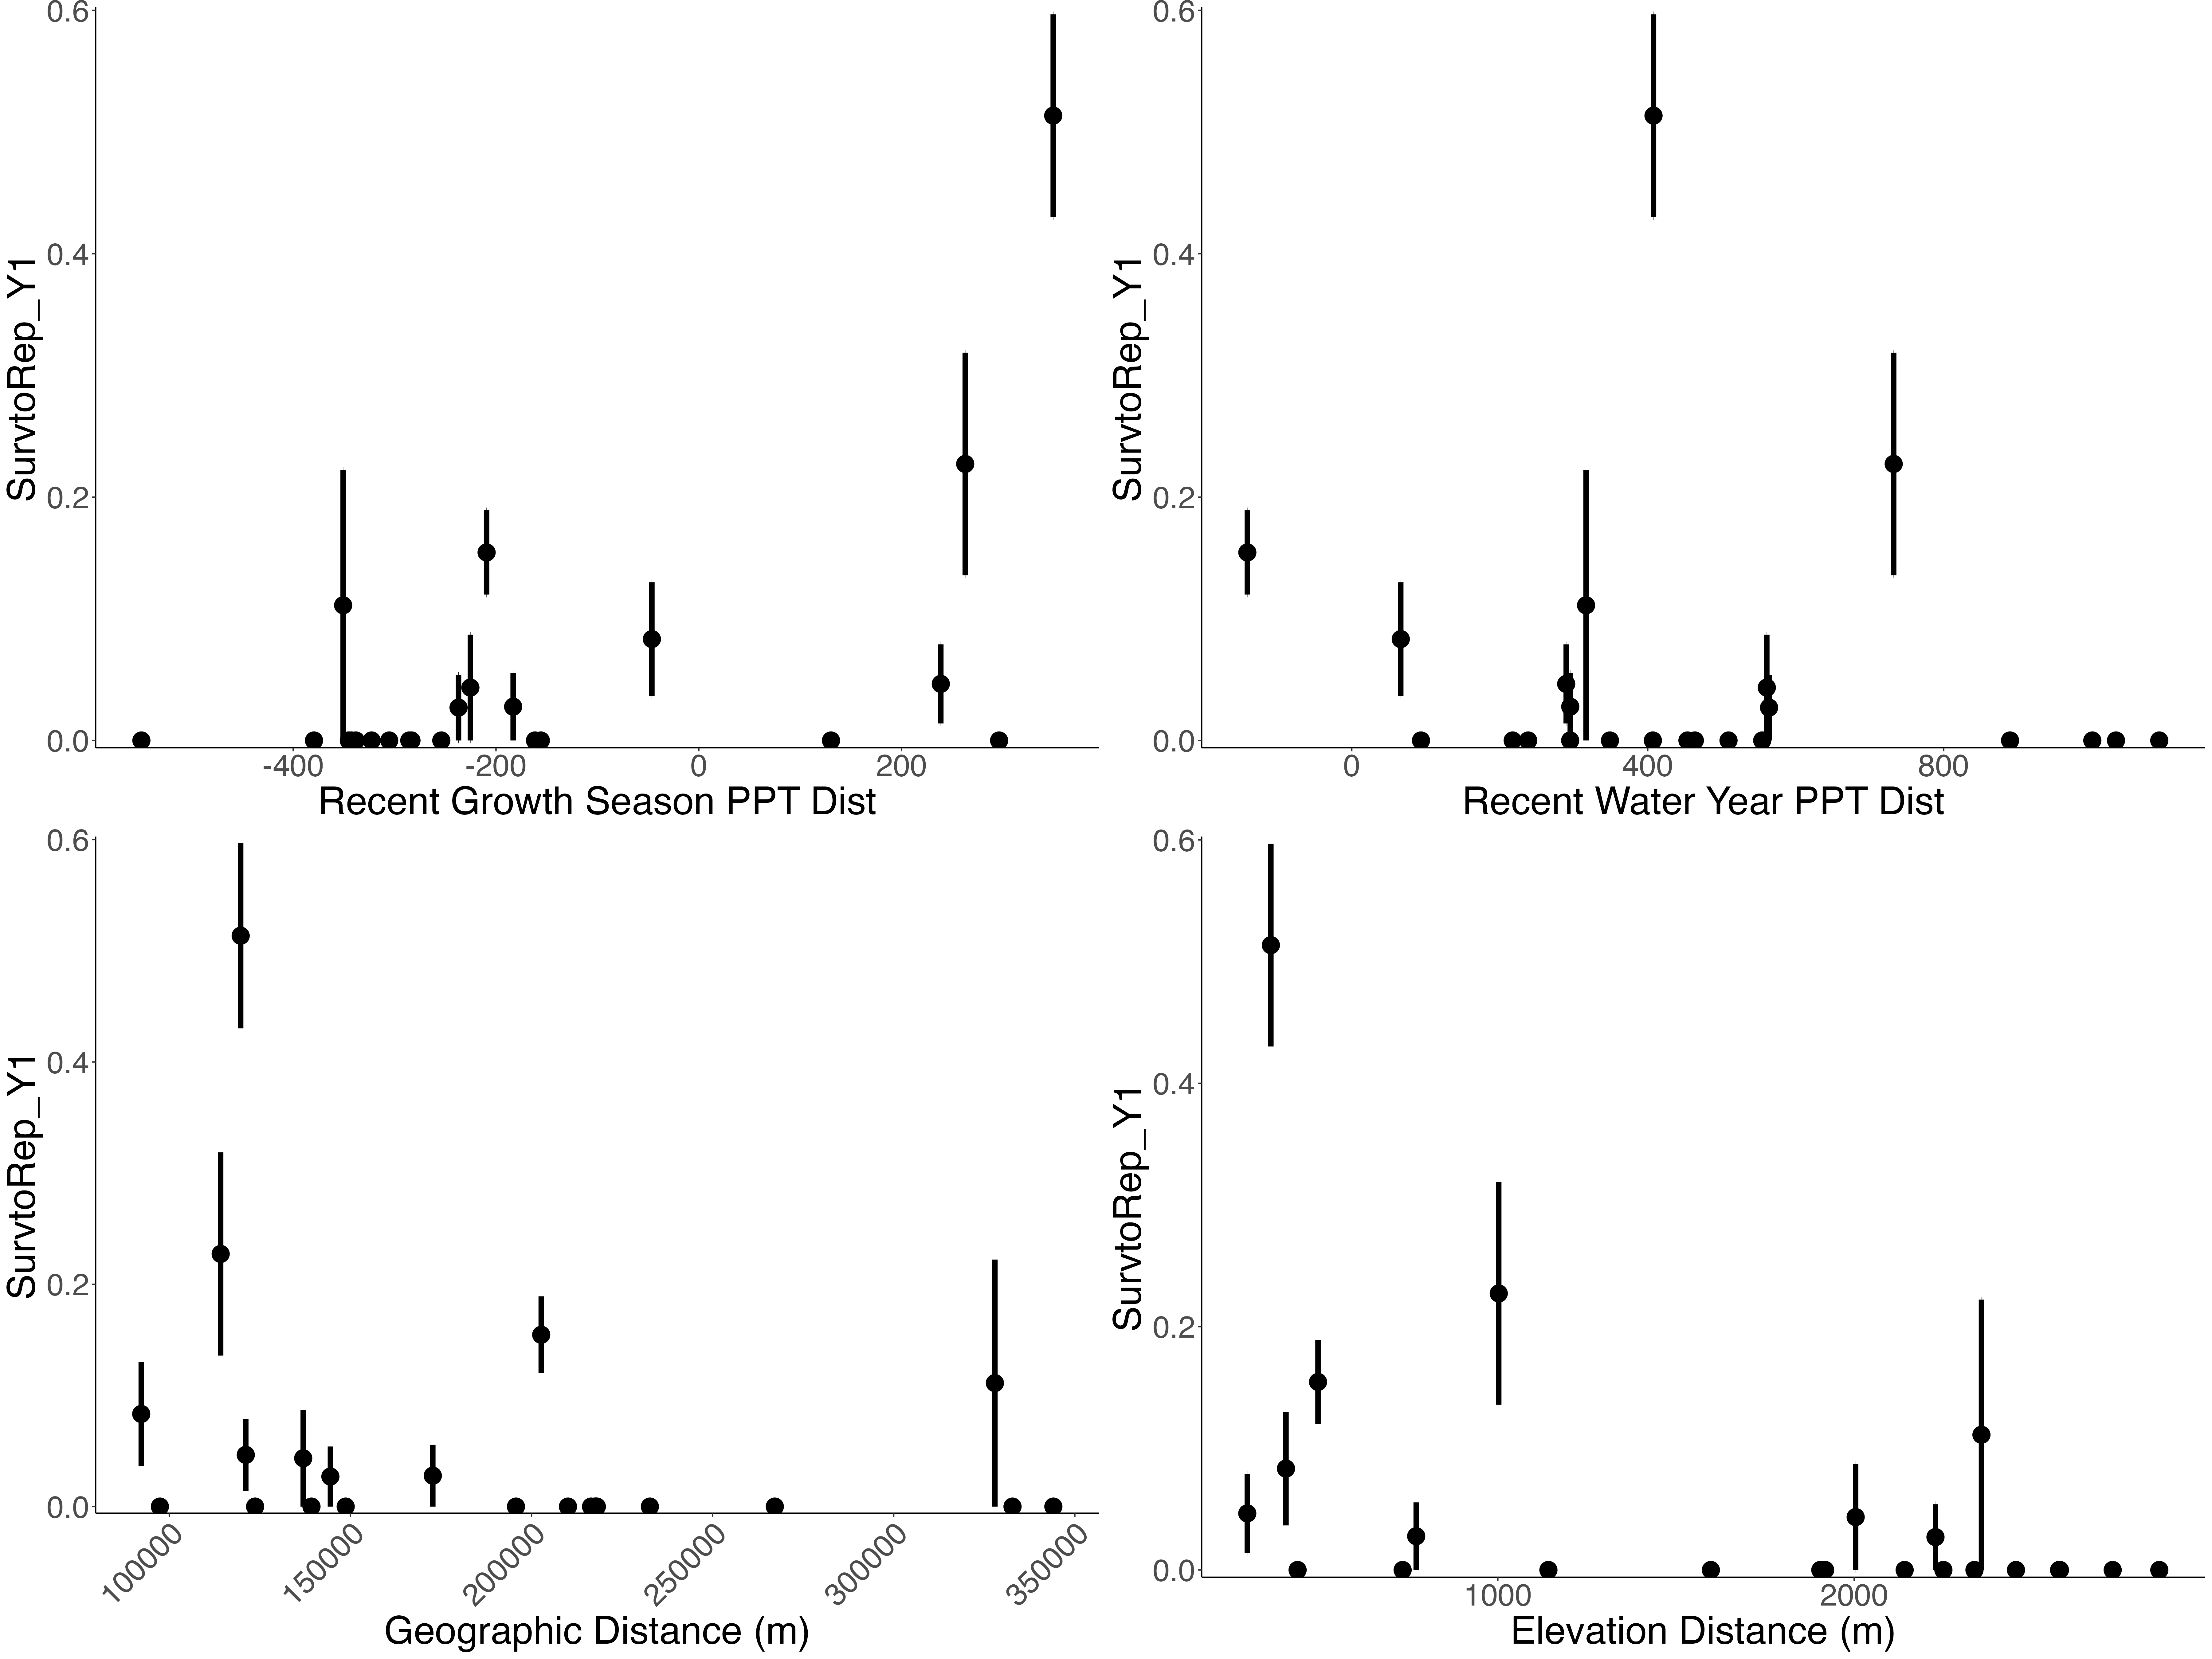 0.6
0.4
0.2
0.0
SurvtoRep_Y1
-400 -200 0 200
Recent Growth Season PPT Dist
0.6
0.4
0.2
0.0
SurvtoRep_Y1
0 400 800
Recent Water Year PPT Dist
0.6
0.4
0.2
0.0
SurvtoRep_Y1
100000 150000 200000 250000 300000 350000
Geographic Distance (m)
0.6
0.4
0.2
0.0
SurvtoRep_Y1
1000 2000
Elevation Distance (m)